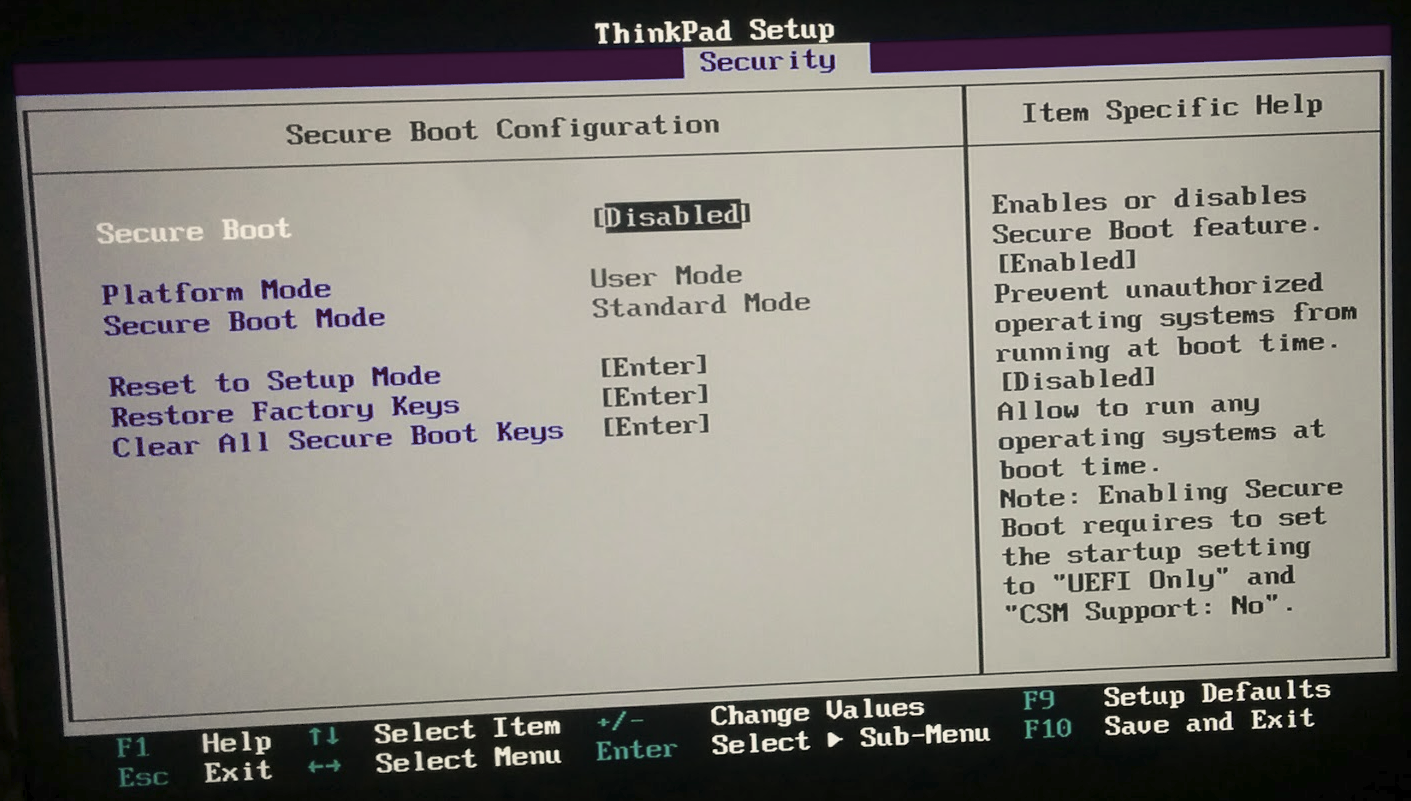 ThinkPad Setup
Security
Secure Boot Configuration
Item Specific Help
Secure Boot [Disabled]
Platform Mode User Mode
Secure Boot Mode Standard Mode
Reset to Setup Mode [Enter]
Restore Factory Keys [Enter]
Clear All Secure Boot Keys [Enter]
Enables or disables
Secure Boot feature.
[Enabled]
Prevent unauthorized
operating systems from
running at boot time.
[Disabled]
Allow to run any
operating systems at
boot time.
Note: Enabling Secure
Boot requires to set
the startup setting
to "UEFI Only" and
"CSM Support: No".
F1 Help ↑↓ Select Item +/- Change Values F9 Setup Defaults
Esc Exit ←→ Select Menu Enter Select ▶ Sub-Menu F10 Save and Exit